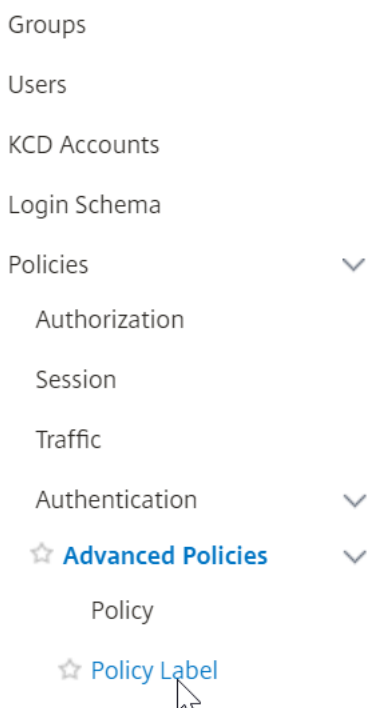 Groups
Users
KCD Accounts
Login Schema
Policies
Authorization
Session
Traffic
Authentication
Advanced Policies
Policy
Policy Label